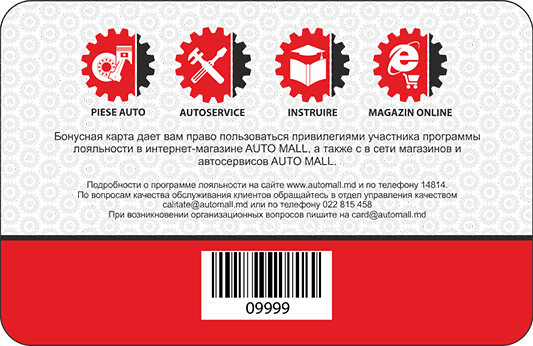 PIESE AUTO AUTOSERVICE INSTRUIRE MAGAZIN ONLINE
Бонусная карта дает вам право пользоваться привилегиями участника программы
лояльности в интернет-магазине AUTO MALL, а также с в сети магазинов и
автосервисов AUTO MALL.
Подробности о программе лояльности на сайте www.automall.md и по телефону 14814.
По вопросам качества обслуживания клиентов обращайтесь в отдел управления качеством
calitate@automall.md или по телефону 022 815 458
При возникновении организационных вопросов пишите на card@automall.md
09999